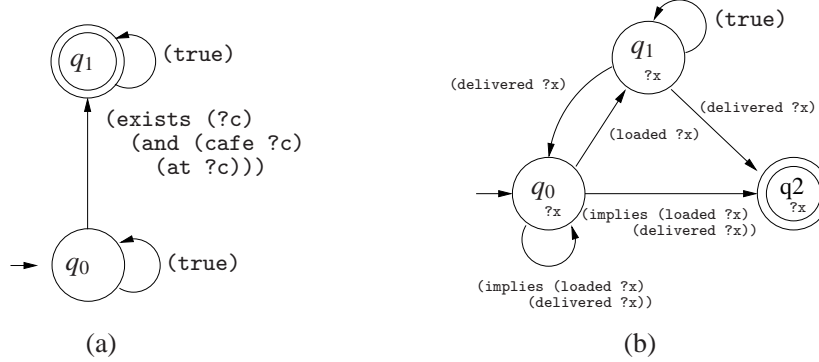 q1
(true)
(exists (?c)
(and (cafe ?c)
(at ?c)))
q0
(true)
(a)
q1
?x
(true)
(delivered ?x)
(delivered ?x)
(loaded ?x)
q0
?x
q2
?x
(implies (loaded ?x)
(delivered ?x))
(implies (loaded ?x)
(delivered ?x))
(b)